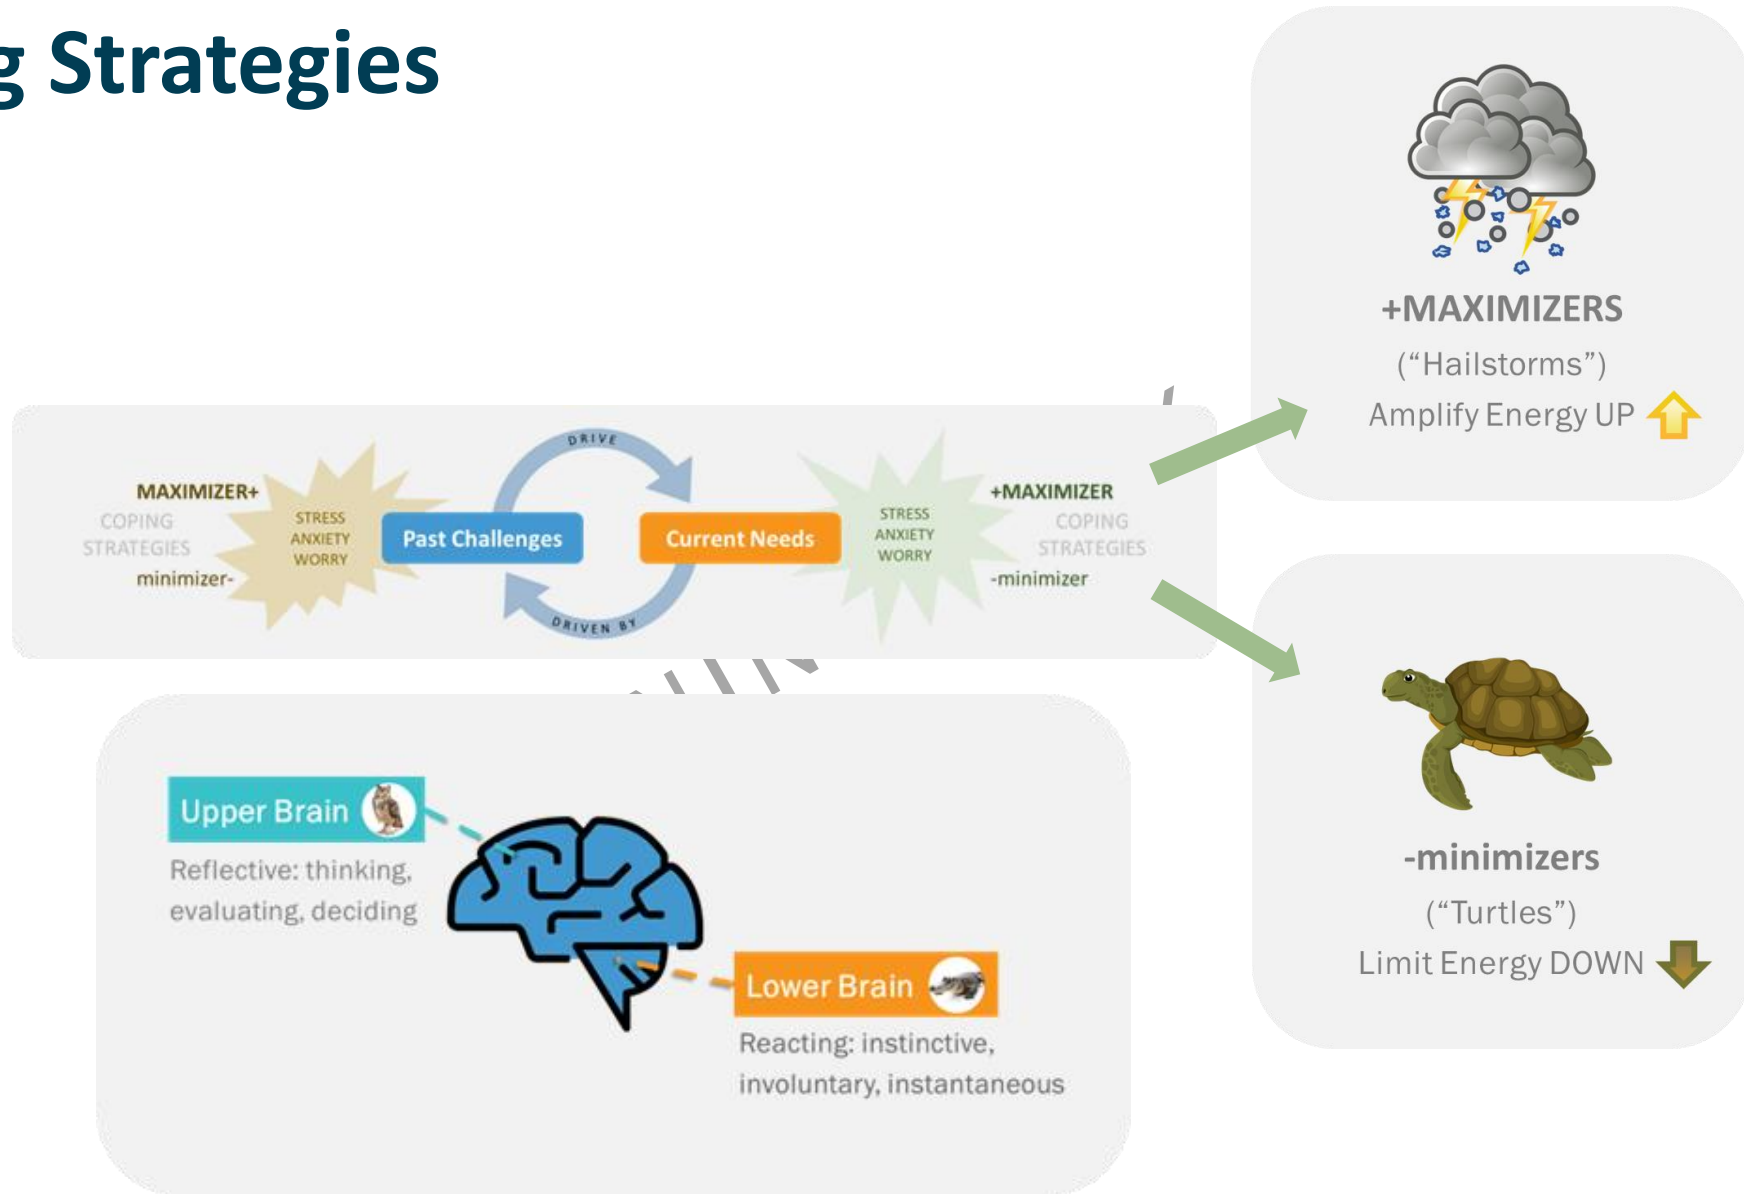 g Strategies
MAXIMIZER+
COPING
STRATEGIES
minimizer-
STRESS
ANXIETY
WORRY
Past Challenges
DRIVE
DRIVEN BY
Current Needs
STRESS
ANXIETY
WORRY
+MAXIMIZER
COPING
STRATEGIES
-minimizer
+MAXIMIZERS
(“Hailstorms”)
Amplify Energy UP
-minimizers
(“Turtles”)
Limit Energy DOWN
Upper Brain
Reflective: thinking,
evaluating, deciding
Lower Brain
Reacting: instinctive,
involuntary, instantaneous